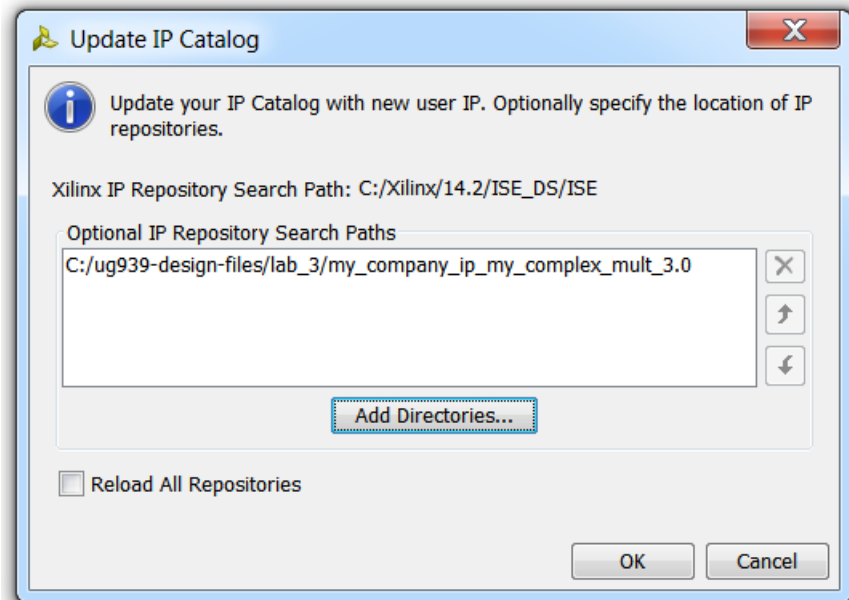 Update IP Catalog
Update your IP Catalog with new user IP. Optionally specify the location of IP
repositories.
Xilinx IP Repository Search Path: C:/Xilinx/14.2/ISE_DS/ISE
Optional IP Repository Search Paths
C:/ug939-design-files/lab_3/my_company_ip_my_complex_mult_3.0
Add Directories...
Reload All Repositories
OK Cancel